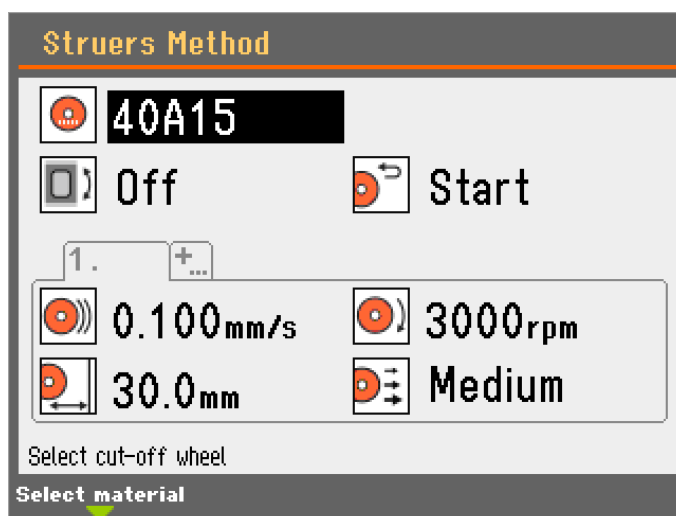 Struers Method
40A15
Off Start
1. +...
0.100mm/s 3000rpm
30.0mm Medium
Select cut-off wheel
Select material